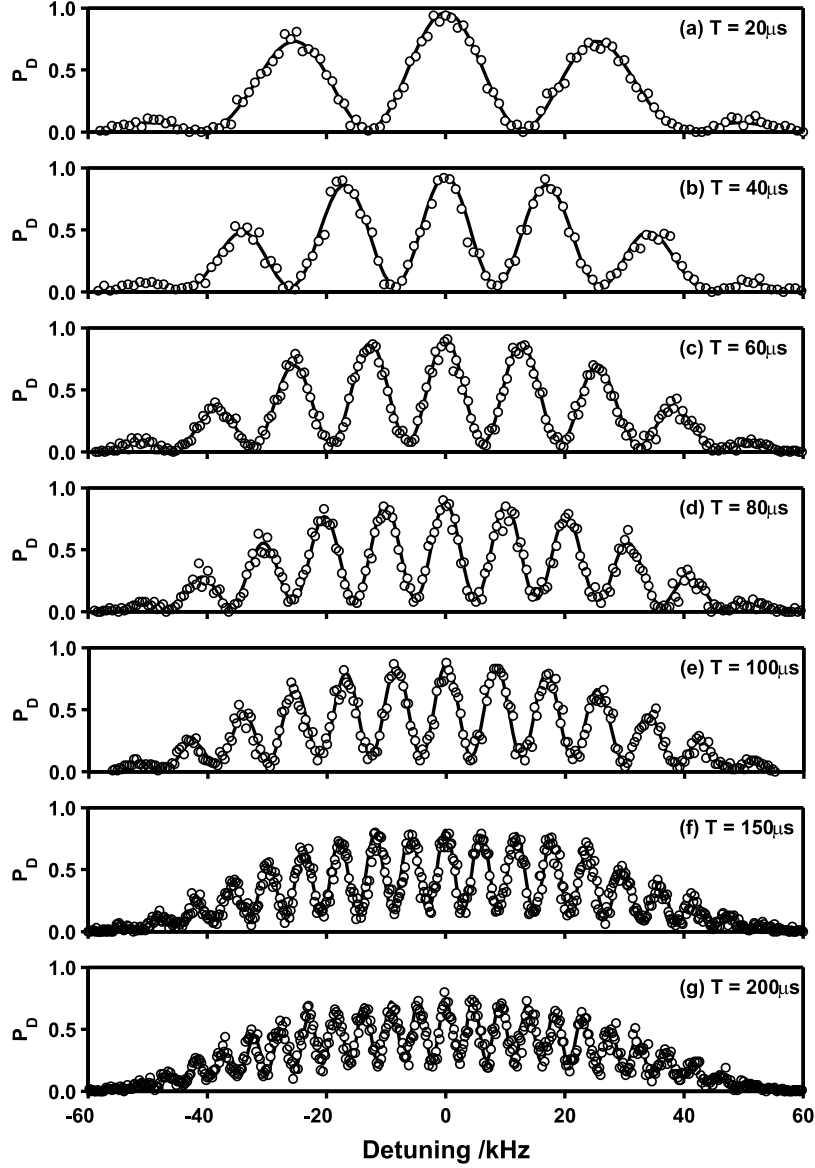 1.0
(a) T = 20μs
P_D
0.5
0.0
1.0
(b) T = 40μs
P_D
0.5
0.0
1.0
(c) T = 60μs
P_D
0.5
0.0
1.0
(d) T = 80μs
P_D
0.5
0.0
1.0
(e) T = 100μs
P_D
0.5
0.0
1.0
(f) T = 150μs
P_D
0.5
0.0
1.0
(g) T = 200μs
P_D
0.5
0.0
-60 -40 -20 0 20 40 60
Detuning /kHz